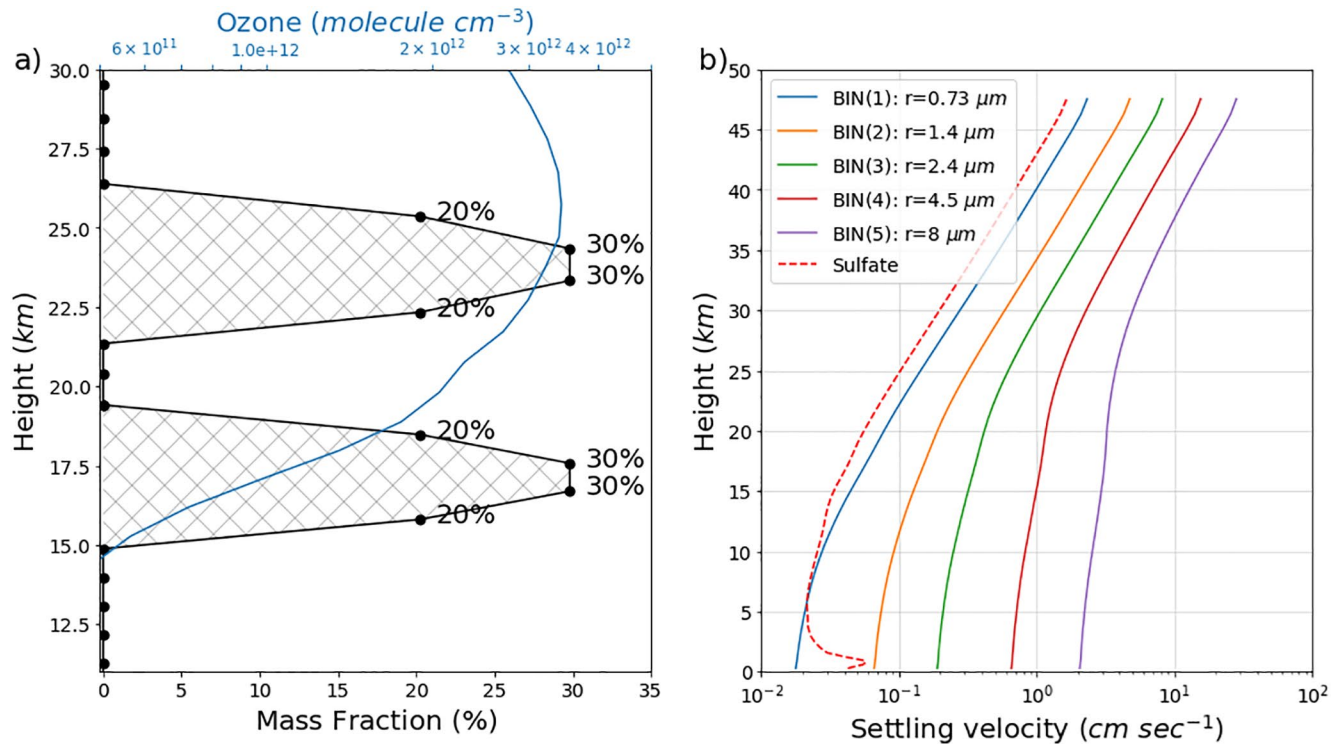 Ozone (molecule cm⁻³)
6 × 10¹¹ 1.0e+12 2 × 10¹² 3 × 10¹² 4 × 10¹²
a)
30.0
27.5
25.0
22.5
20.0
17.5
15.0
12.5
Height (km)
20%
30%
30%
20%
20%
30%
30%
20%
0 5 10 15 20 25 30 35
Mass Fraction (%)
b)
50
45
40
35
30
25
20
15
10
5
0
Height (km)
BIN(1): r=0.73 μm
BIN(2): r=1.4 μm
BIN(3): r=2.4 μm
BIN(4): r=4.5 μm
BIN(5): r=8 μm
Sulfate
10⁻² 10⁻¹ 10⁰ 10¹ 10²
Settling velocity (cm sec⁻¹)